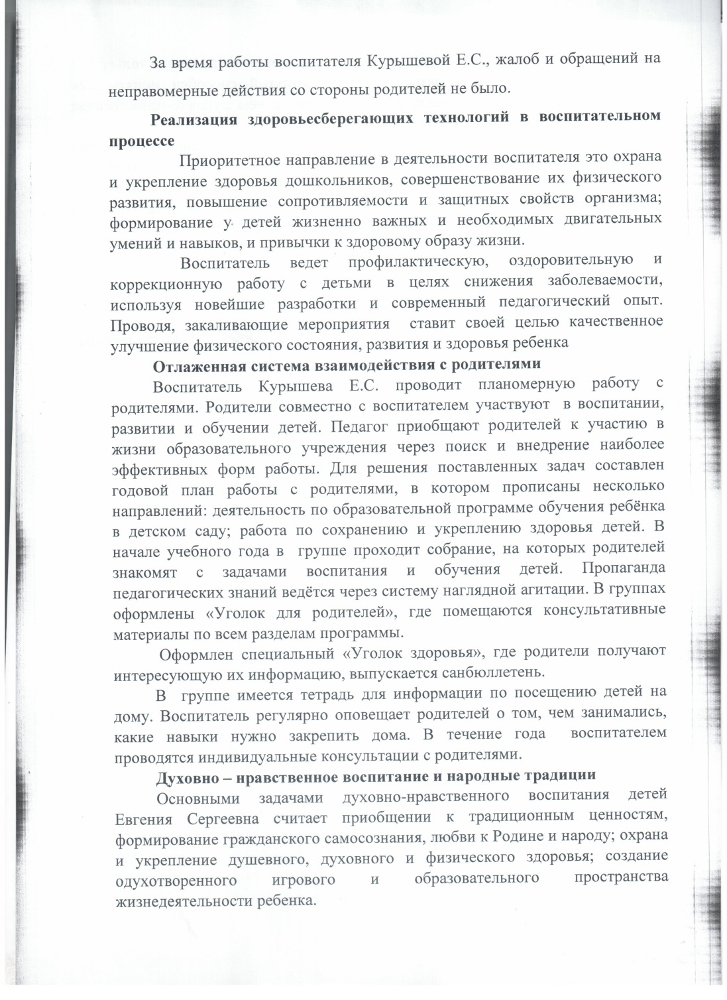 За время работы воспитателя Курышевой Е.С., жалоб и обращений на
неправомерные действия со стороны родителей не было.
Реализация здоровьесберегающих технологий в воспитательном
процессе
Приоритетное направление в деятельности воспитателя это охрана
и укрепление здоровья дошкольников, совершенствование их физического
развития, повышение сопротивляемости и защитных свойств организма;
формирование у детей жизненно важных и необходимых двигательных
умений и навыков, и привычки к здоровому образу жизни.
Воспитатель ведет профилактическую, оздоровительную и
коррекционную работу с детьми в целях снижения заболеваемости,
используя новейшие разработки и современный педагогический опыт.
Проводя, закаливающие мероприятия ставит своей целью качественное
улучшение физического состояния, развития и здоровья ребенка
Отлаженная система взаимодействия с родителями
Воспитатель Курышева Е.С. проводит планомерную работу с
родителями. Родители совместно с воспитателем участвуют в воспитании,
развитии и обучении детей. Педагог приобщают родителей к участию в
жизни образовательного учреждения через поиск и внедрение наиболее
эффективных форм работы. Для решения поставленных задач составлен
годовой план работы с родителями, в котором прописаны несколько
направлений: деятельность по образовательной программе обучения ребёнка
в детском саду; работа по сохранению и укреплению здоровья детей. В
начале учебного года в группе проходит собрание, на которых родителей
знакомят с задачами воспитания и обучения детей. Пропаганда
педагогических знаний ведётся через систему наглядной агитации. В группах
оформлены «Уголок для родителей», где помещаются консультативные
материалы по всем разделам программы.
Оформлен специальный «Уголок здоровья», где родители получают
интересующую их информацию, выпускается санбюллетень.
В группе имеется тетрадь для информации по посещению детей на
дому. Воспитатель регулярно оповещает родителей о том, чем занимались,
какие навыки нужно закрепить дома. В течение года воспитателем
проводятся индивидуальные консультации с родителями.
Духовно – нравственное воспитание и народные традиции
Основными задачами духовно-нравственного воспитания детей
Евгения Сергеевна считает приобщении к традиционным ценностям,
формирование гражданского самосознания, любви к Родине и народу; охрана
и укрепление душевного, духовного и физического здоровья; создание
одухотворенного игрового и образовательного пространства
жизнедеятельности ребенка.